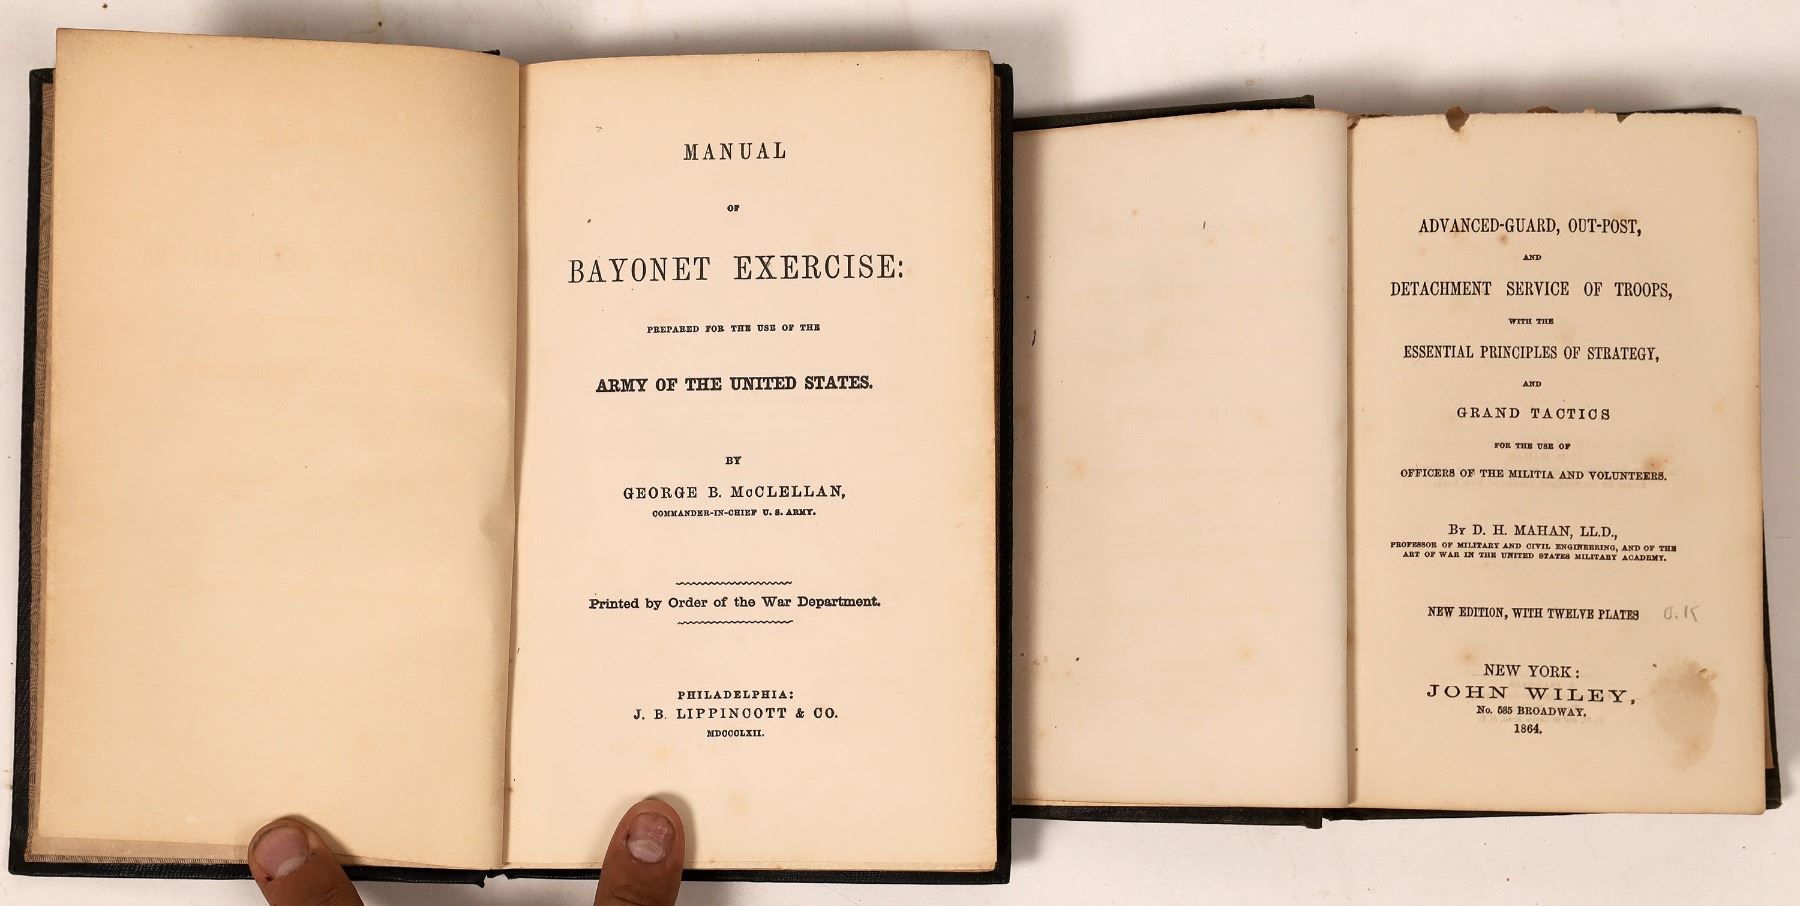 MANUAL
OF
BAYONET EXERCISE:
PREPARED FOR THE USE OF THE
ARMY OF THE UNITED STATES.
BY
GEORGE B. McCLELLAN,
COMMANDER-IN-CHIEF U. S. ARMY.
Printed by Order of the War Department.
PHILADELPHIA:
J. B. LIPPINCOTT & CO.
MDCCCLXII.
ADVANCED-GUARD, OUT-POST,
AND
DETACHMENT SERVICE OF TROOPS,
WITH THE
ESSENTIAL PRINCIPLES OF STRATEGY,
AND
GRAND TACTICS
FOR THE USE OF
OFFICERS OF THE MILITIA AND VOLUNTEERS.
By D. H. MAHAN, LL.D.,
PROFESSOR OF MILITARY AND CIVIL ENGINEERING, AND OF THE
ART OF WAR IN THE UNITED STATES MILITARY ACADEMY.
NEW EDITION, WITH TWELVE PLATES
NEW YORK:
JOHN WILEY,
No. 535 BROADWAY.
1864.